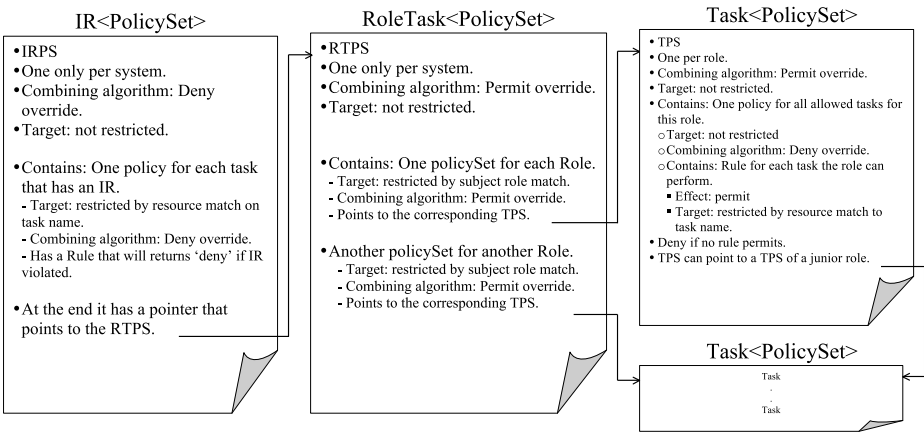 IR<PolicySet>
•IRPS
•One only per system.
•Combining algorithm: Deny
override.
•Target: not restricted.
•Contains: One policy for each task
that has an IR.
- Target: restricted by resource match on
task name.
- Combining algorithm: Deny override.
- Has a Rule that will returns ‘deny’ if IR
violated.
•At the end it has a pointer that
points to the RTPS.
RoleTask<PolicySet>
•RTPS
•One only per system.
•Combining algorithm: Permit override.
•Target: not restricted.
•Contains: One policySet for each Role.
- Target: restricted by subject role match.
- Combining algorithm: Permit override.
- Points to the corresponding TPS.
•Another policySet for another Role.
- Target: restricted by subject role match.
- Combining algorithm: Permit override.
- Points to the corresponding TPS.
Task<PolicySet>
•TPS
•One per role.
•Combining algorithm: Permit override.
•Target: not restricted.
•Contains: One policy for all allowed tasks for
this role.
oTarget: not restricted
oCombining algorithm: Deny override.
oContains: Rule for each task the role can
perform.
▪ Effect: permit
▪ Target: restricted by resource match to
task name.
•Deny if no rule permits.
•TPS can point to a TPS of a junior role.
Task<PolicySet>
Task
.
.
Task